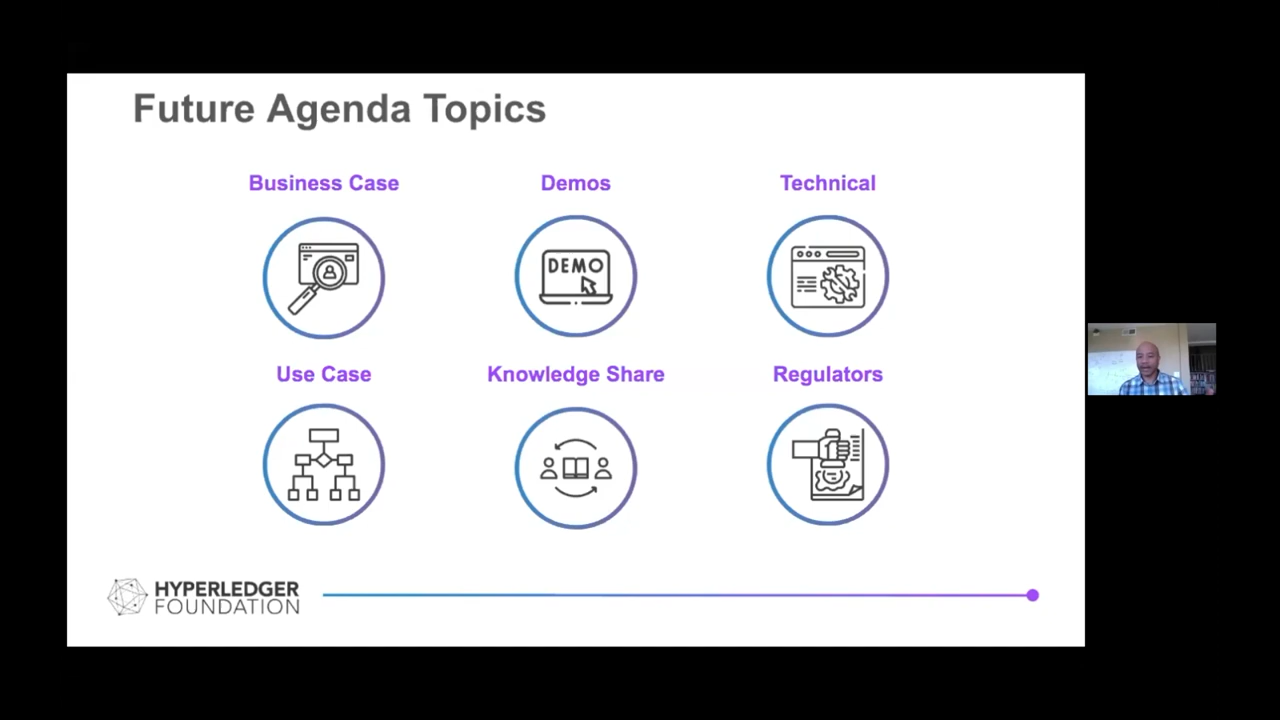 Future Agenda Topics
Business Case
Demos
Technical
DEMO
Use Case
Knowledge Share
Regulators
HYPERLEDGER
FOUNDATION